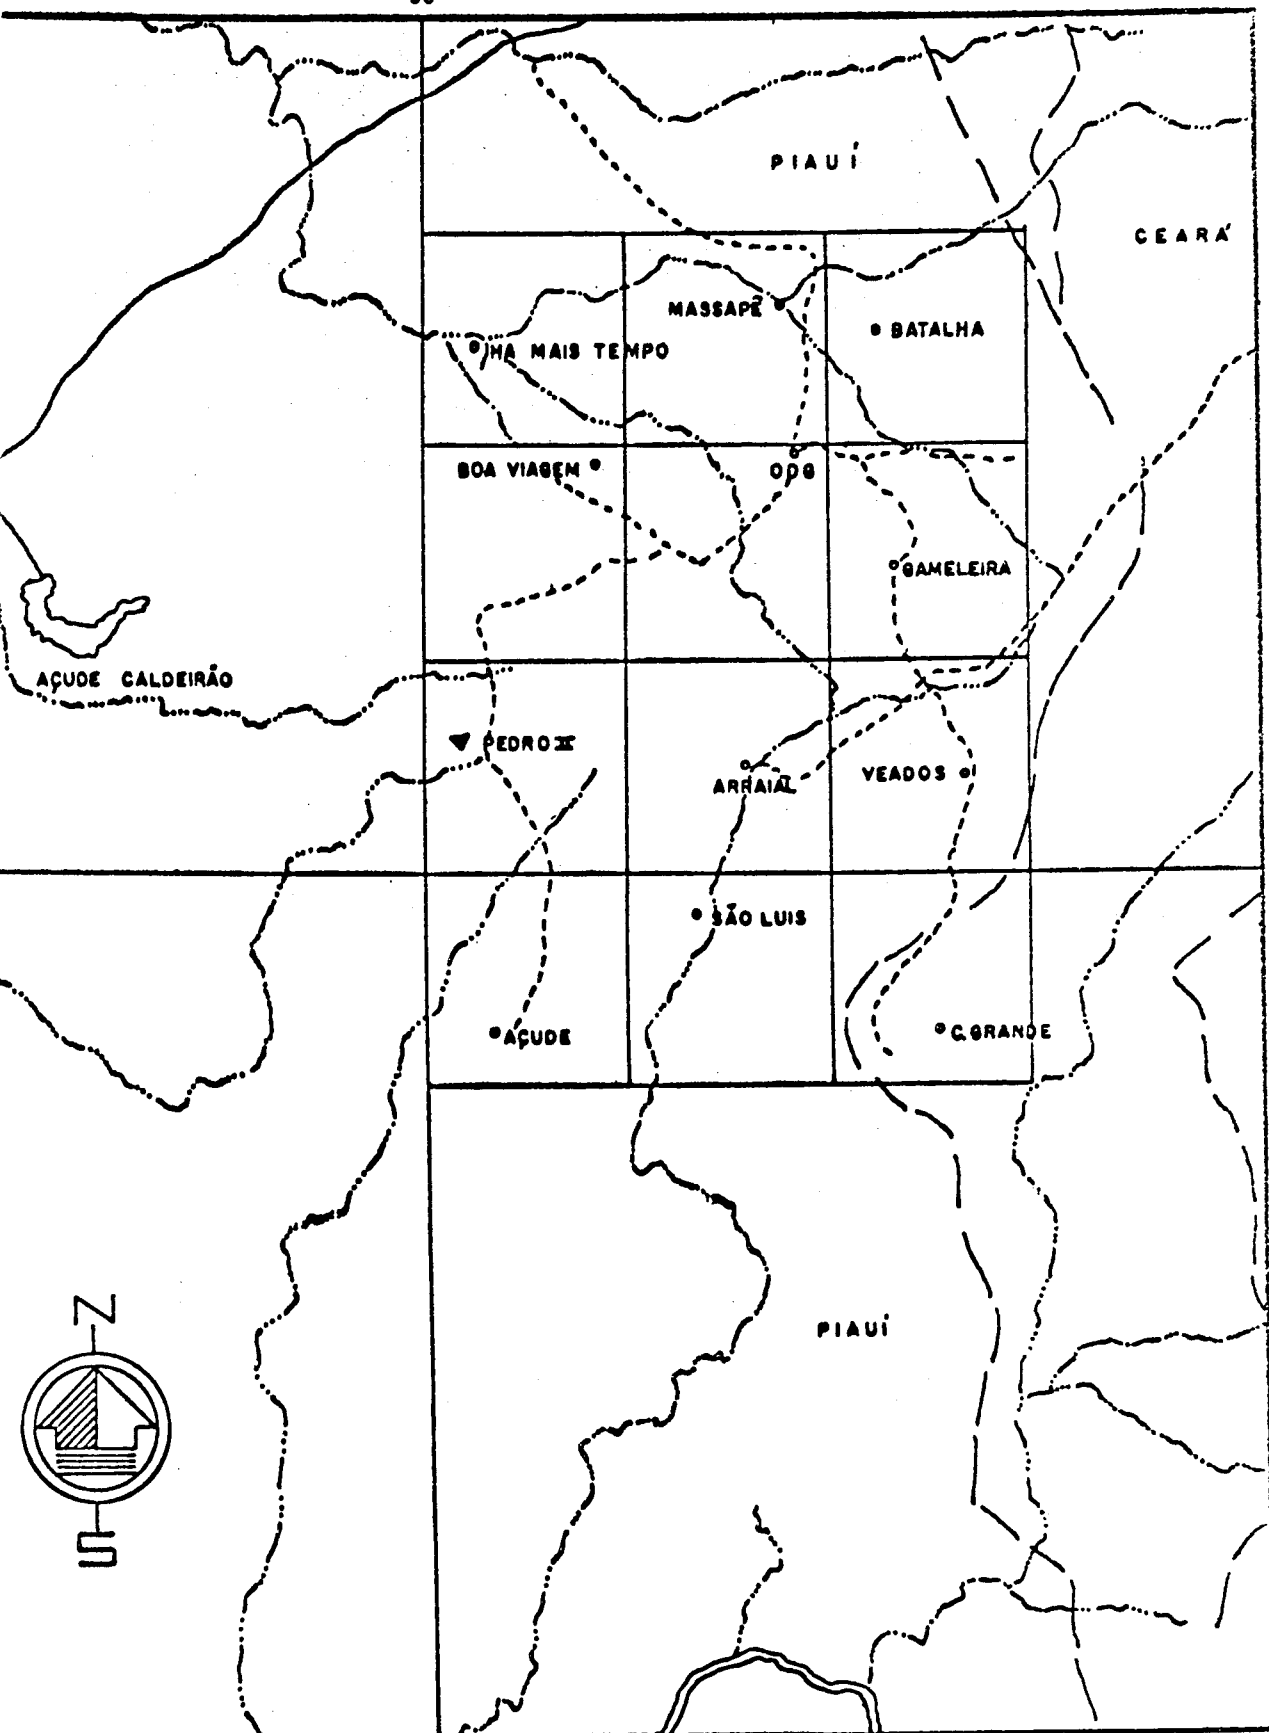 PIAUÍ
CEARÁ
MASSAPÊ
BATALHA
HA MAIS TEMPO
BOA VIAGEM
GAMELEIRA
AÇUDE CALDEIRÃO
PEDRO II
ARRAIAL
VEADOS
SÃO LUIS
AÇUDE
C. GRANDE
N
PIAUÍ
S